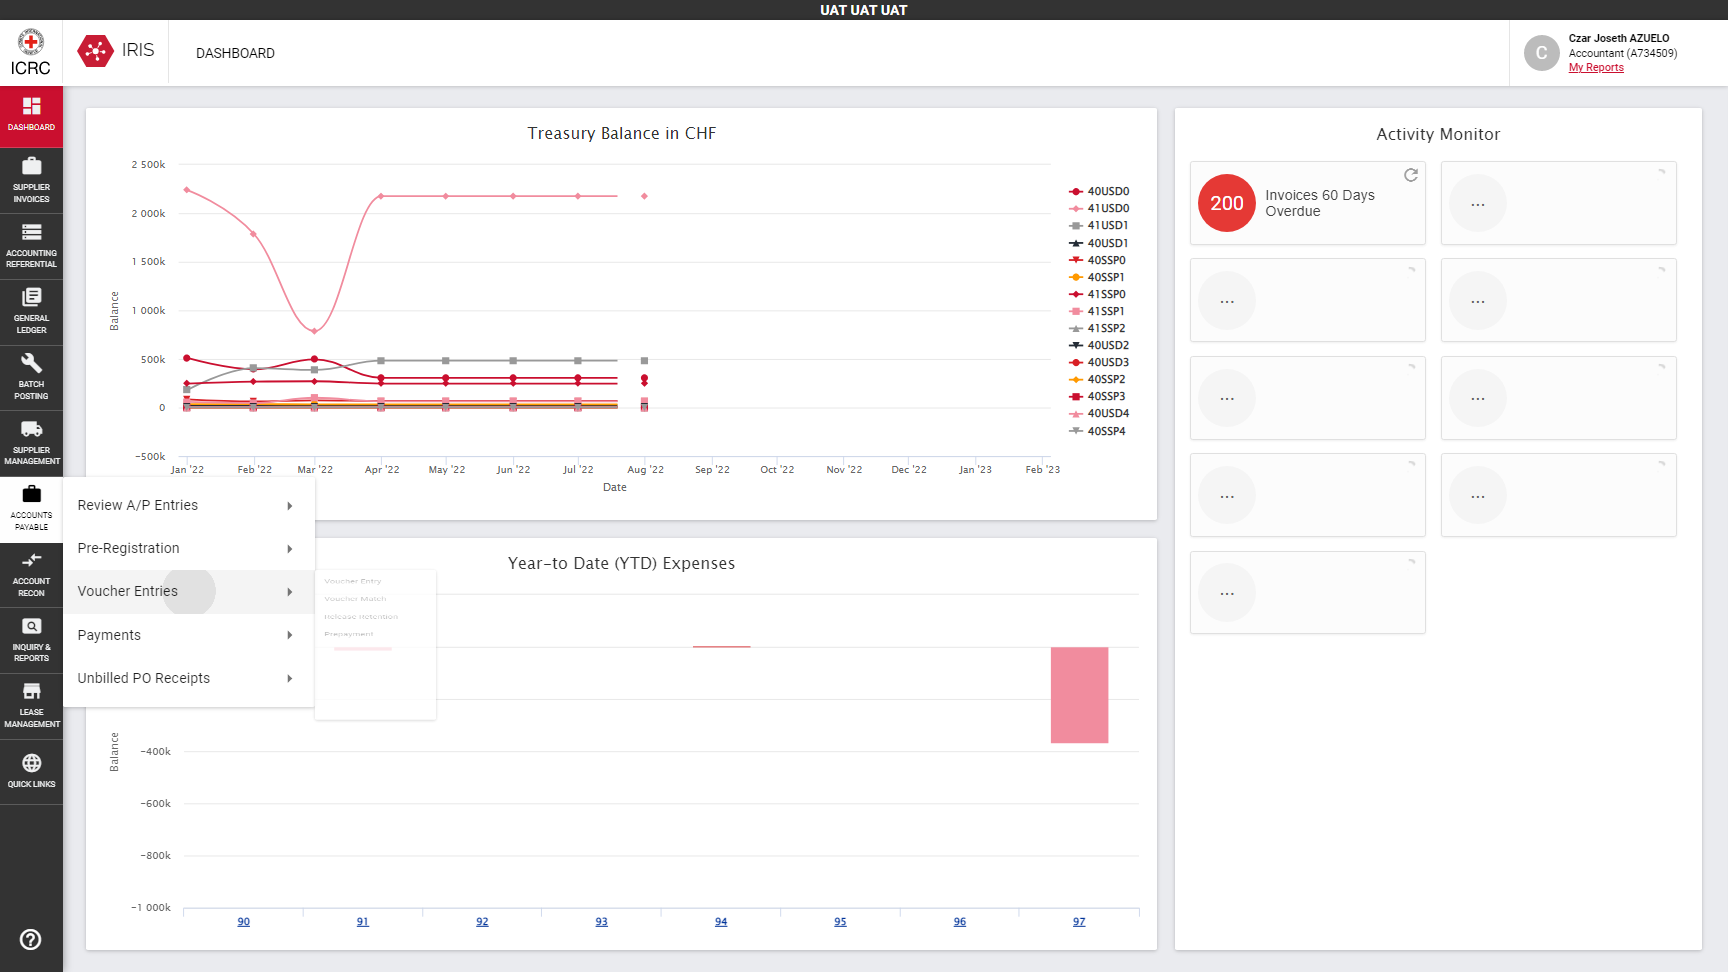 UAT UAT UAT
ICRC
IRIS
DASHBOARD
C
Czar Joseth AZUELO
Accountant (A734509)
My Reports
DASHBOARD
SUPPLIER
INVOICES
ACCOUNTING
REFERENTIAL
GENERAL
LEDGER
BATCH
POSTING
SUPPLIER
MANAGEMENT
ACCOUNTS
PAYABLE
ACCOUNT
RECON
INQUIRY &
REPORTS
LEASE
MANAGEMENT
QUICK LINKS
Review A/P Entries
Pre-Registration
Voucher Entries
Payments
Unbilled PO Receipts
Voucher Entry
Voucher Match
Release Retention
Prepayment
Treasury Balance in CHF
2 500k
2 000k
1 500k
1 000k
500k
0
-500k
Balance
Jan '22
Feb '22
Mar '22
Apr '22
May '22
Jun '22
Jul '22
Aug '22
Sep '22
Oct '22
Nov '22
Dec '22
Jan '23
Feb '23
Date
40USD0
41USD0
41USD1
40USD1
40SSP0
40SSP1
41SSP0
41SSP1
41SSP2
40USD2
40USD3
40SSP2
40SSP3
40USD4
40SSP4
Year-to Date (YTD) Expenses
Balance
-400k
-600k
-800k
-1 000k
90
91
92
93
94
95
96
97
Activity Monitor
200
Invoices 60 Days
Overdue
...
...
...
...
...
...
...
...